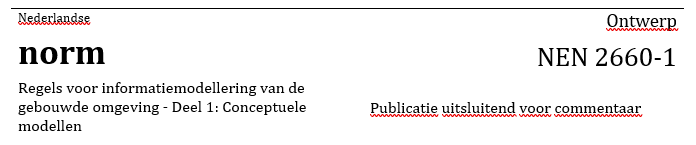 Nederlandse
Ontwerp
norm
NEN 2660-1
Regels voor informatiemodellering van de
gebouwde omgeving - Deel 1: Conceptuele
modellen
Publicatie uitsluitend voor commentaar